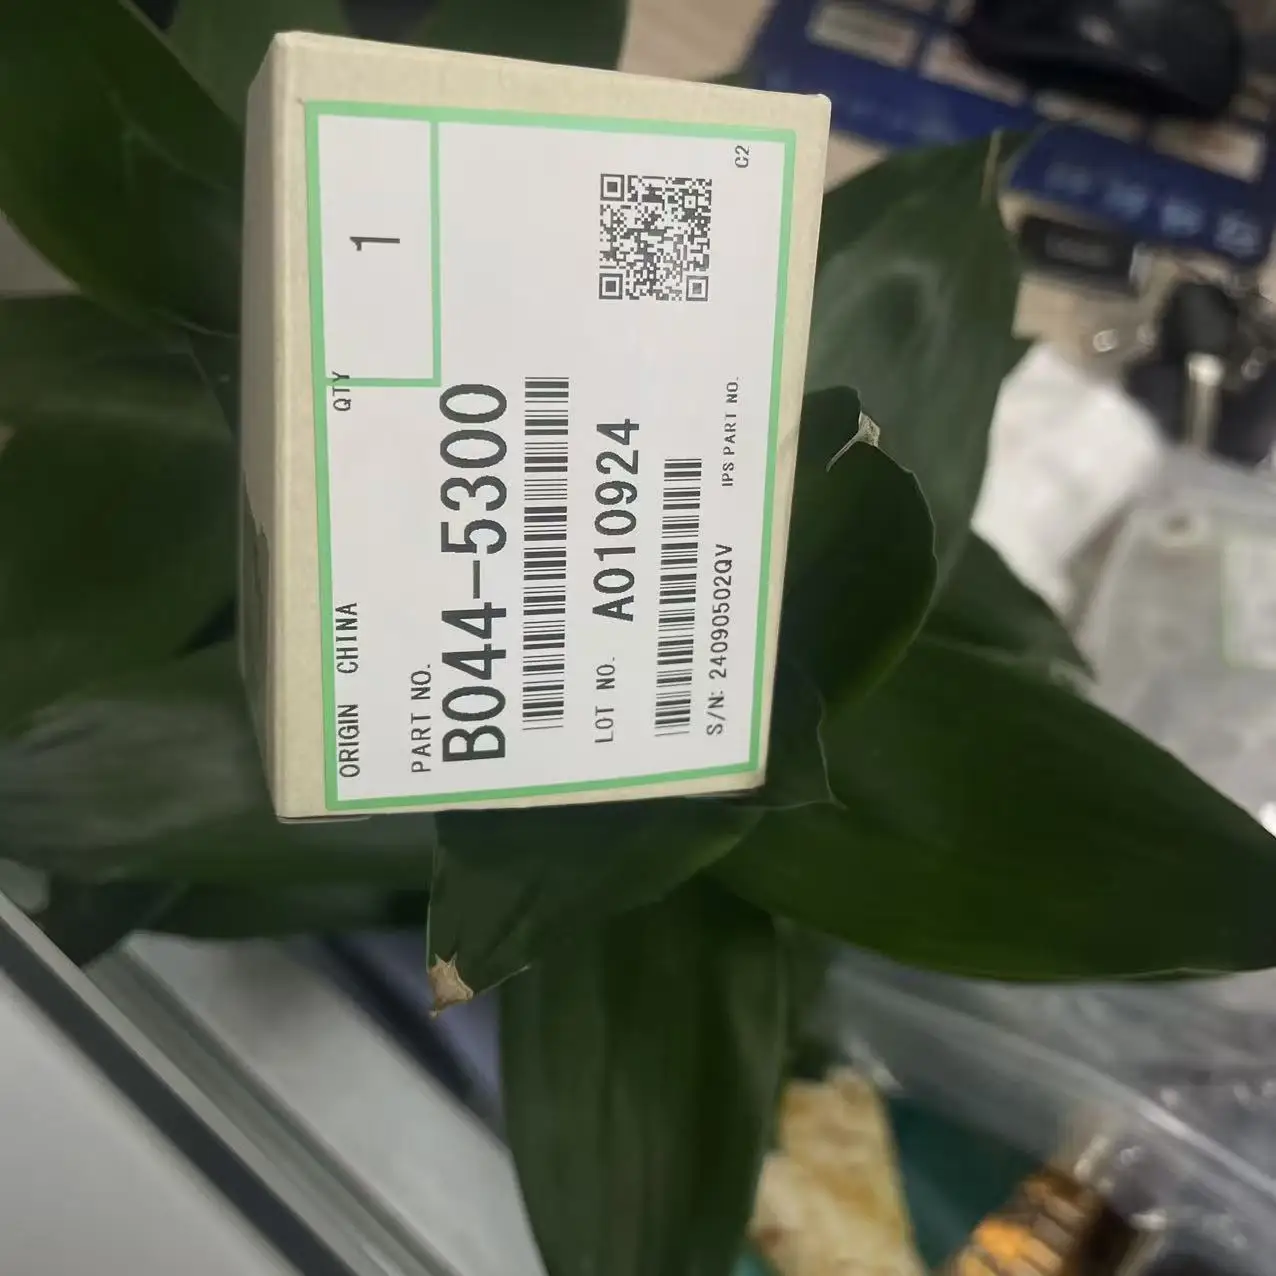 ORIGIN CHINA
QTY
1
PART NO.
B044-5300
LOT NO.
A010924
S/N: 24090502QV
IPS PART NO.
C2